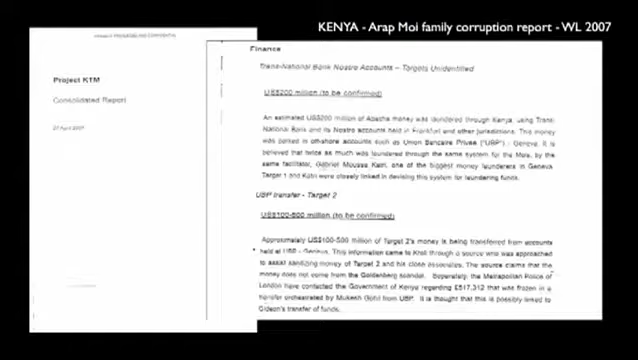 KENYA - Arap Moi family corruption report - WL 2007
Project KTM
Consolidated Report
Finance
Trans-National Bank Nostro Accounts – Targets Unidentified
US$200 million (to be confirmed)
An estimated US$200 million of Abacha money was laundered through Kenya, using Trans-
National Bank and its Nostro accounts held in Frankfurt and other jurisdictions. This money
was parked in offshore accounts such as Union Bancaire Privee ("UBP") - Geneva. It is
believed that twice as much was laundered through the same system for the Mois, by the
same facilitator, Gabriel Moussa Katri, one of the biggest money launderers in Geneva
Target 1 and Katri were closely linked in devising this system for laundering funds.
UBP transfer - Target 2
US$100-500 million (to be confirmed)
Approximately US$100-500 million of Target 2's money is being transferred from accounts
held at UBP - Geneva. This information came to Kroll through a source who was approached
to assist sanitizing money of Target 2 and his close associates. The source claims that the
money does not come from the Goldenberg scandal. Separately, the Metropolitan Police of
London have contacted the Government of Kenya regarding £517,312 that was frozen in a
transfer orchestrated by Mukesh Gohil from UBP. It is thought that this is possibly linked to
Gideon's transfer of funds.